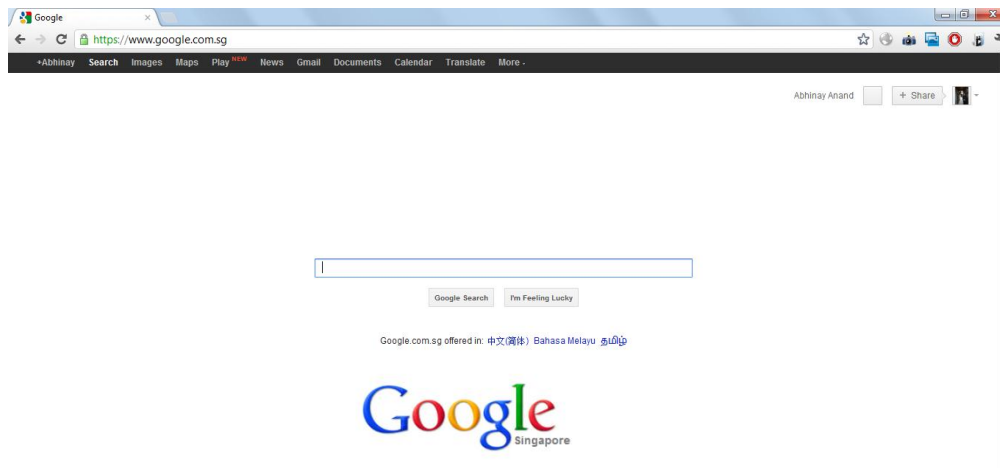 Google
https://www.google.com.sg
+Abhinay Search Images Maps Play NEW News Gmail Documents Calendar Translate More
Abhinay Anand + Share
Google Search I'm Feeling Lucky
Google.com.sg offered in: 中文(简体) Bahasa Melayu தமிழ்
Google
Singapore